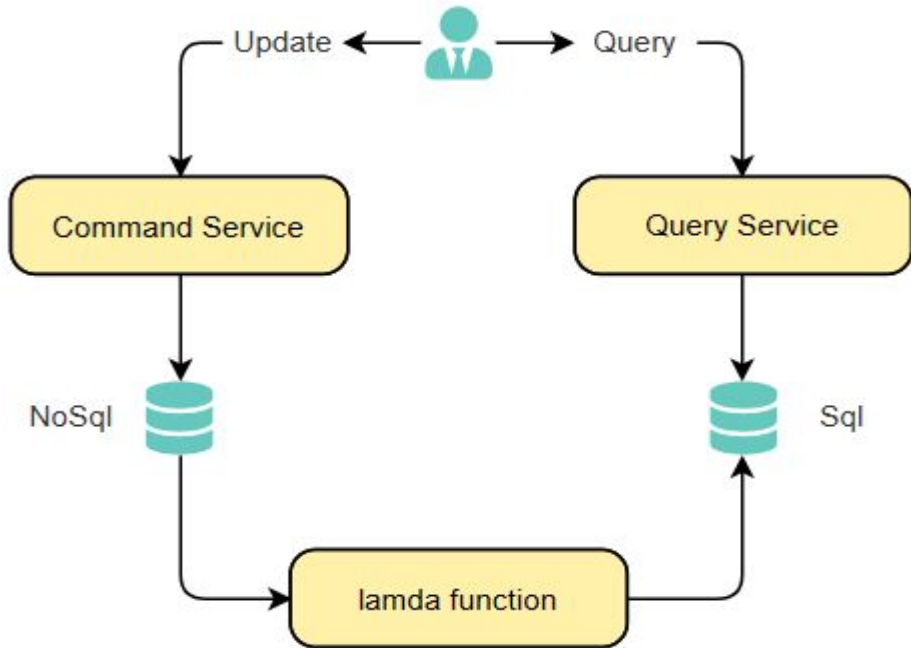 Update
Query
Command Service
Query Service
NoSql
Sql
lamda function